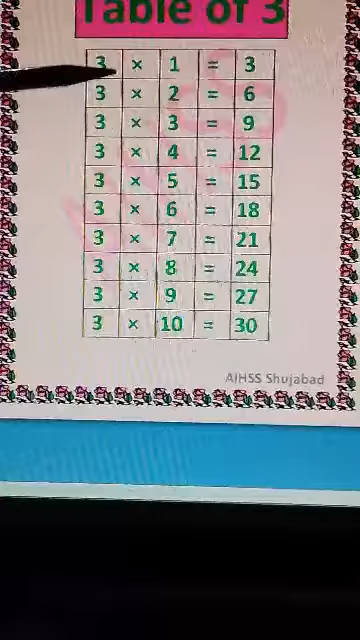 Table of 3
3 × 1 = 3
3 × 2 = 6
3 × 3 = 9
3 × 4 = 12
3 × 5 = 15
3 × 6 = 18
3 × 7 = 21
3 × 8 = 24
3 × 9 = 27
3 × 10 = 30
AIHSS Shujabad